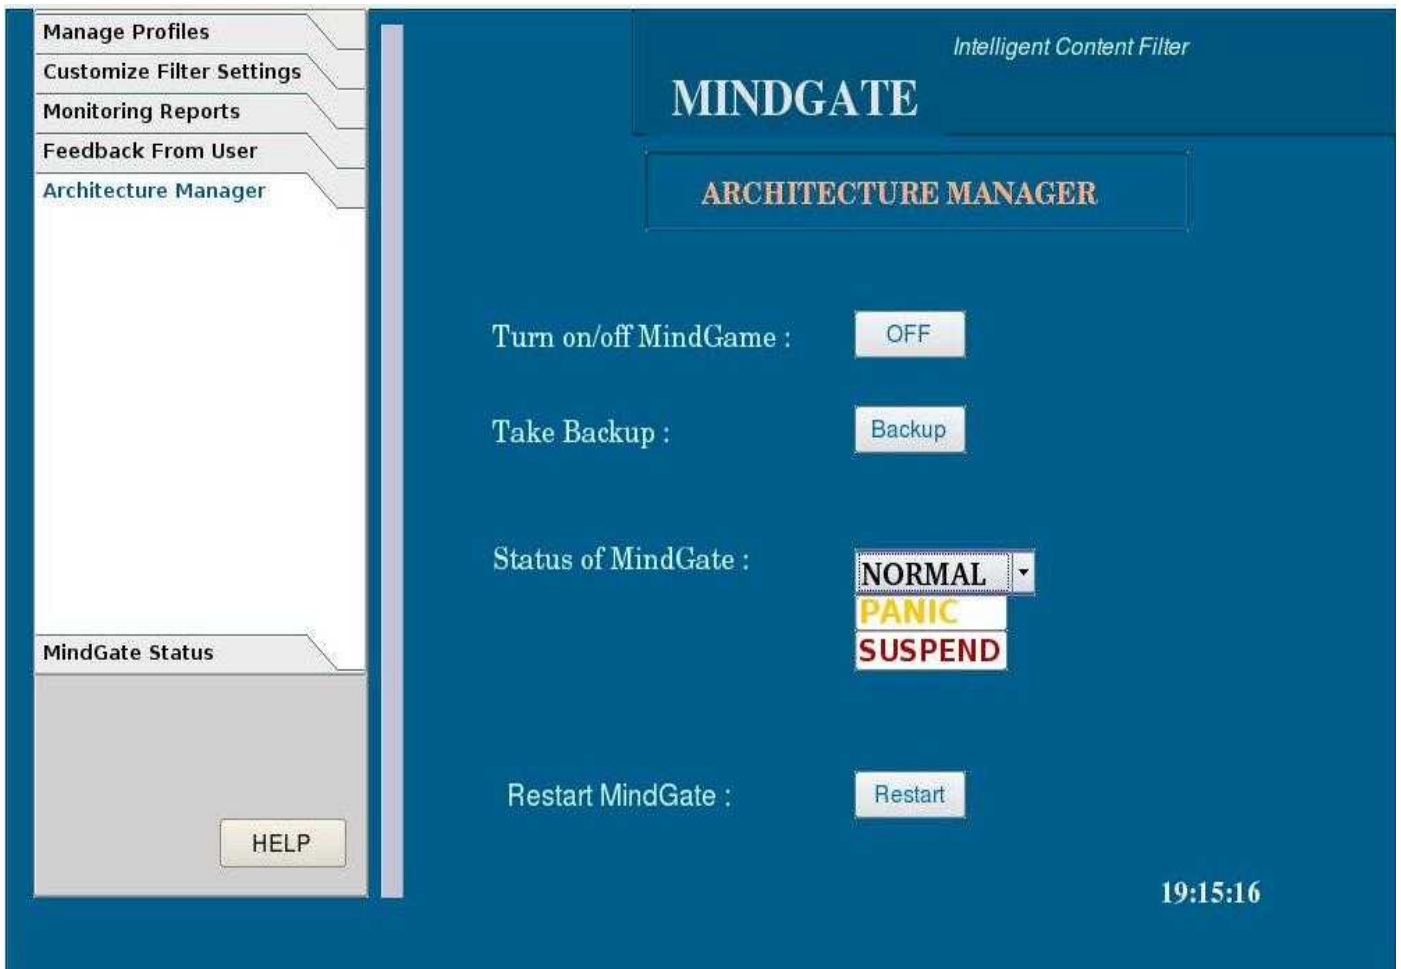 Manage Profiles
Customize Filter Settings
Monitoring Reports
Feedback From User
Architecture Manager
MindGate Status
HELP
Intelligent Content Filter
MINDGATE
ARCHITECTURE MANAGER
Turn on/off MindGame : OFF
Take Backup : Backup
Status of MindGate : NORMAL
PANIC
SUSPEND
Restart MindGate : Restart
19:15:16